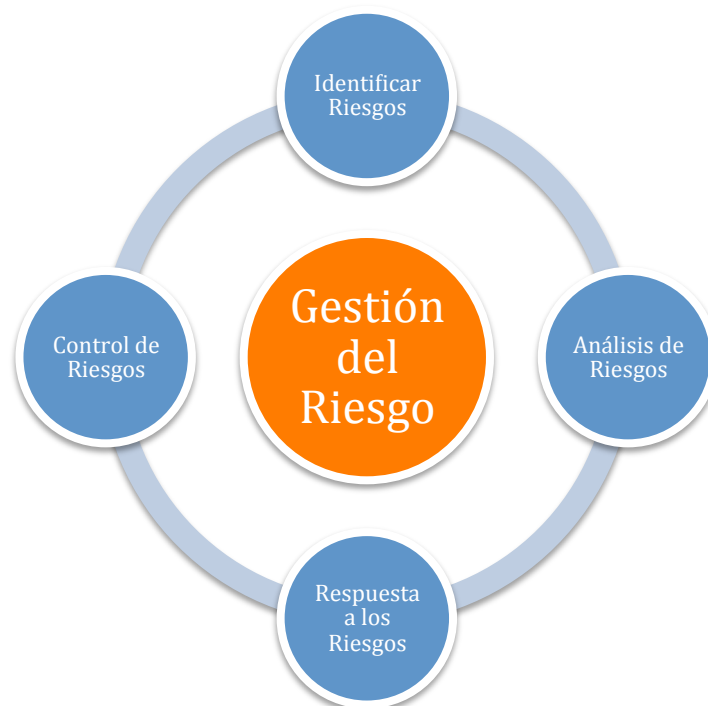 Identificar
Riesgos
Gestión
del
Riesgo
Control de
Riesgos
Análisis de
Riesgos
Respuesta
a los
Riesgos